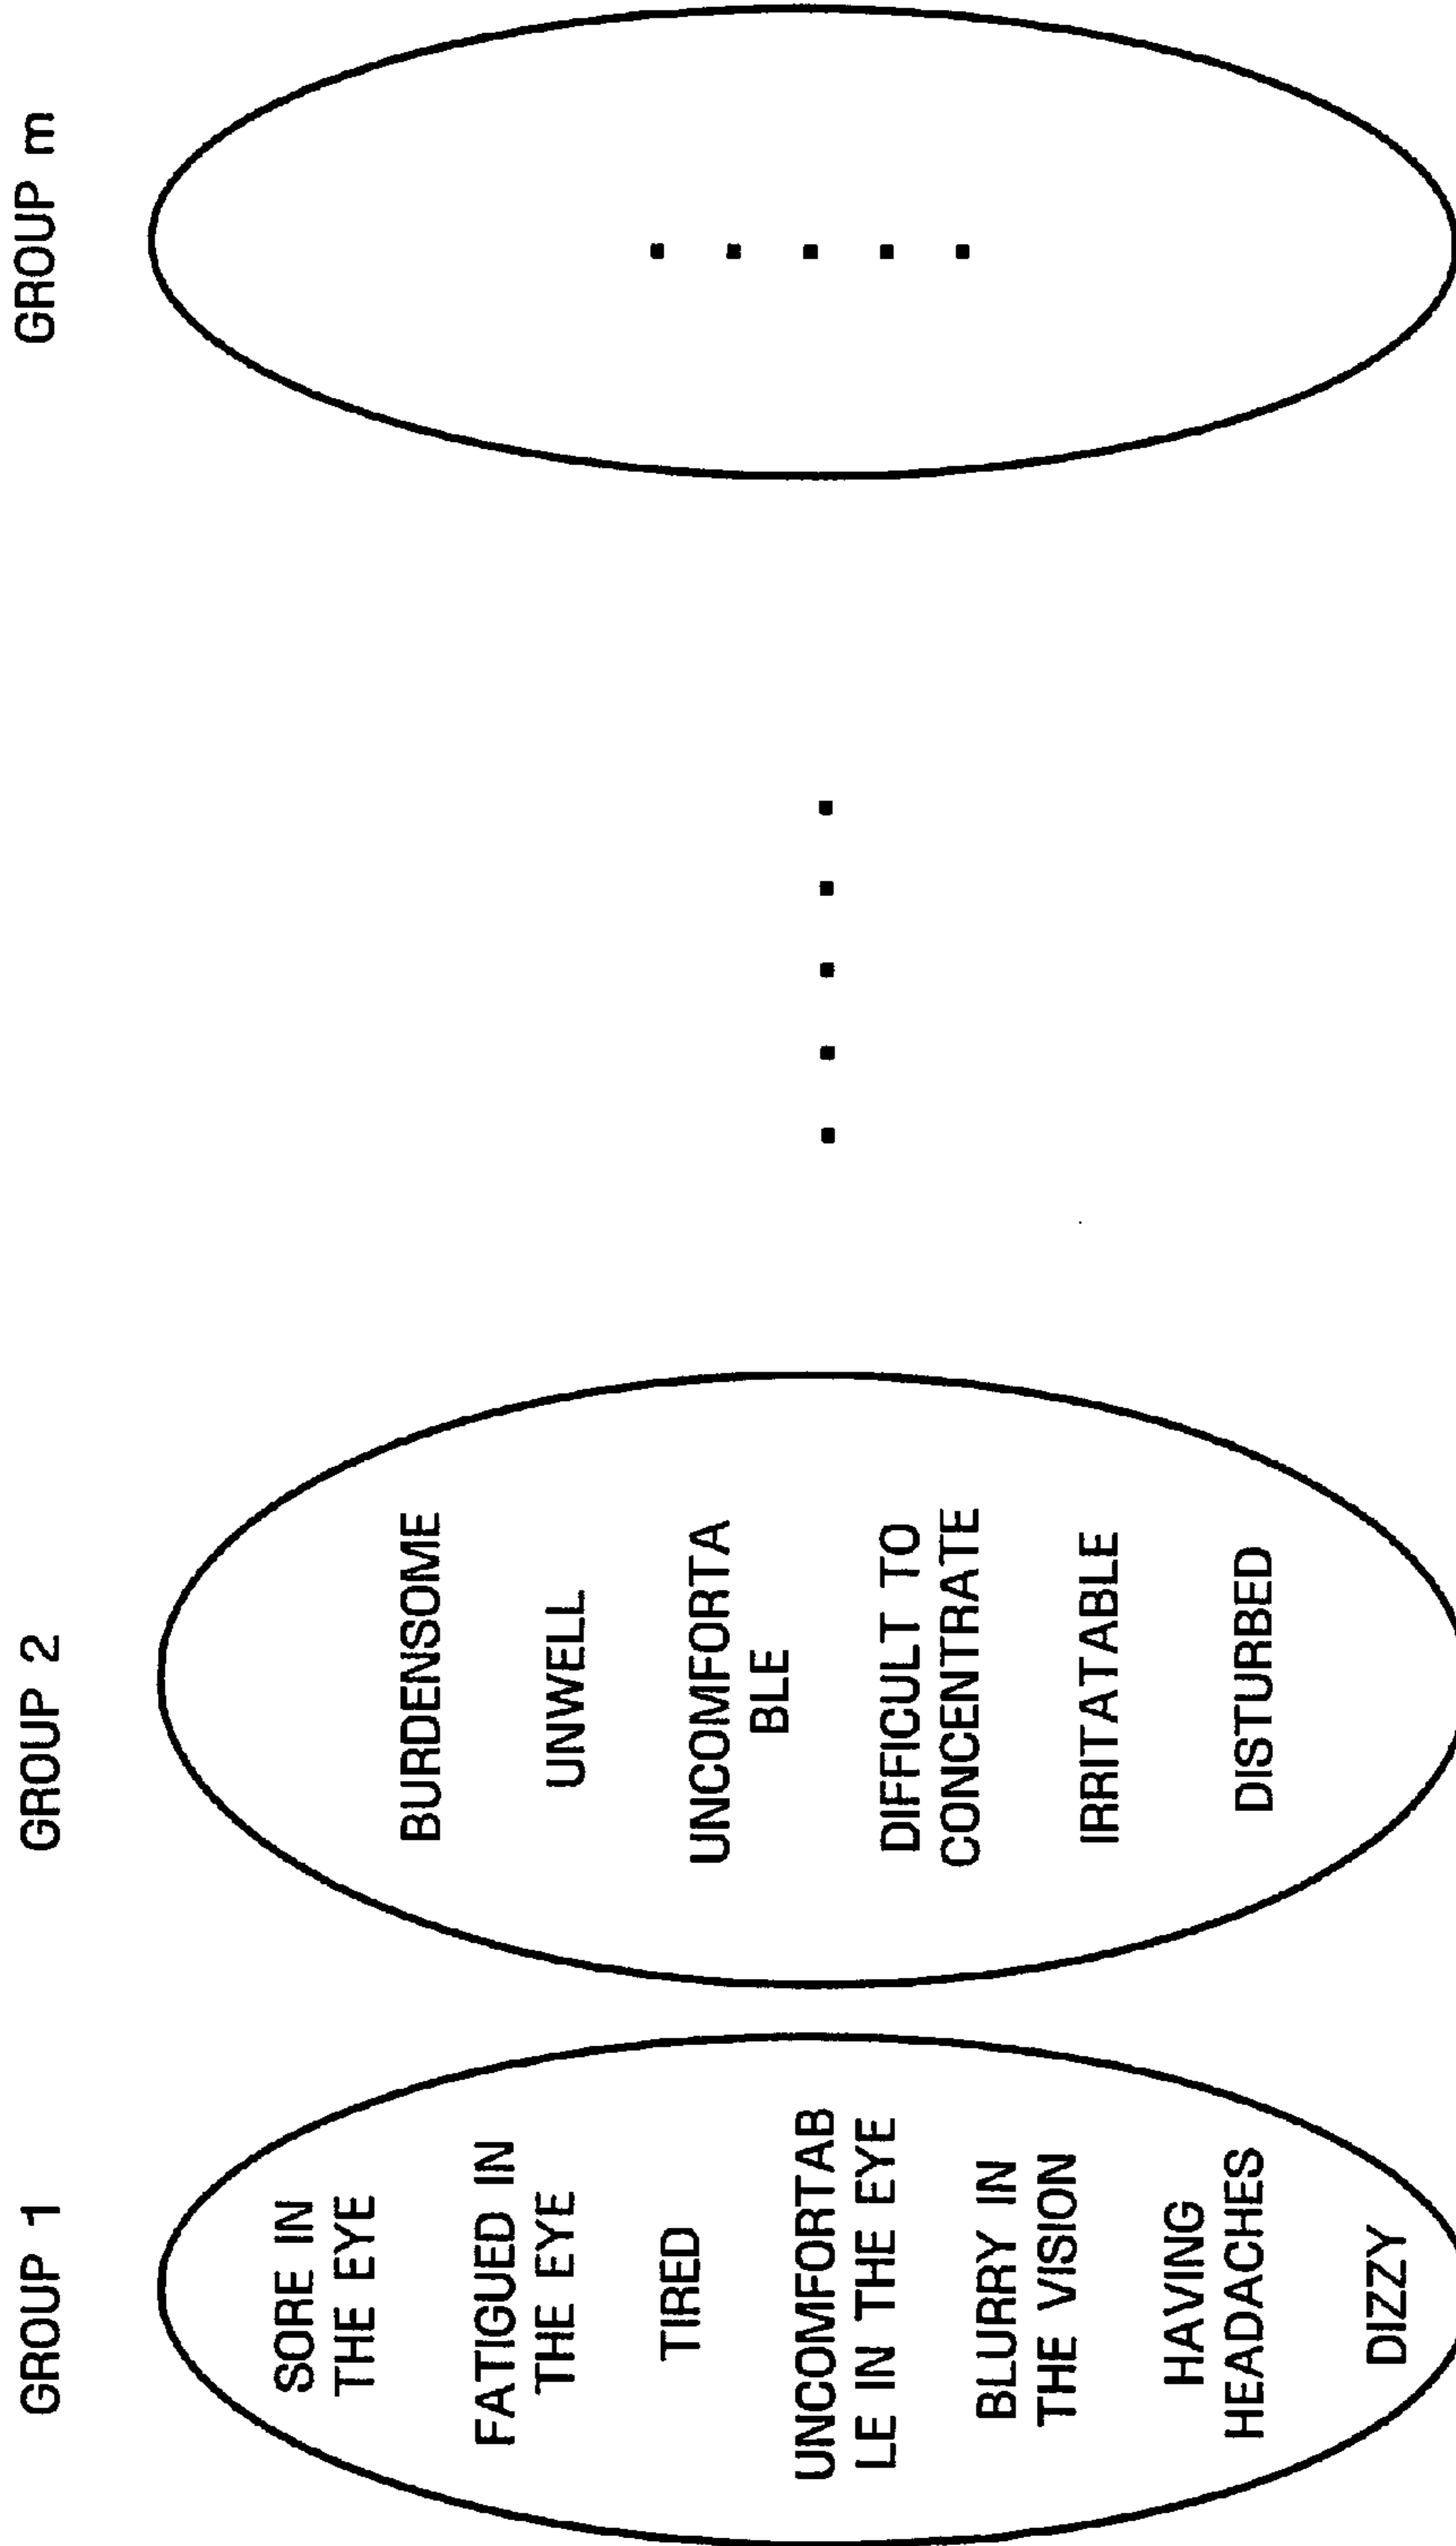 GROUP 1
SORE IN
THE EYE
FATIGUED IN
THE EYE
TIRED
UNCOMFORTAB
LE IN THE EYE
BLURRY IN
THE VISION
HAVING
HEADACHES
DIZZY
GROUP 2
BURDENSOME
UNWELL
UNCOMFORTA
BLE
DIFFICULT TO
CONCENTRATE
IRRITATABLE
DISTURBED
GROUP m